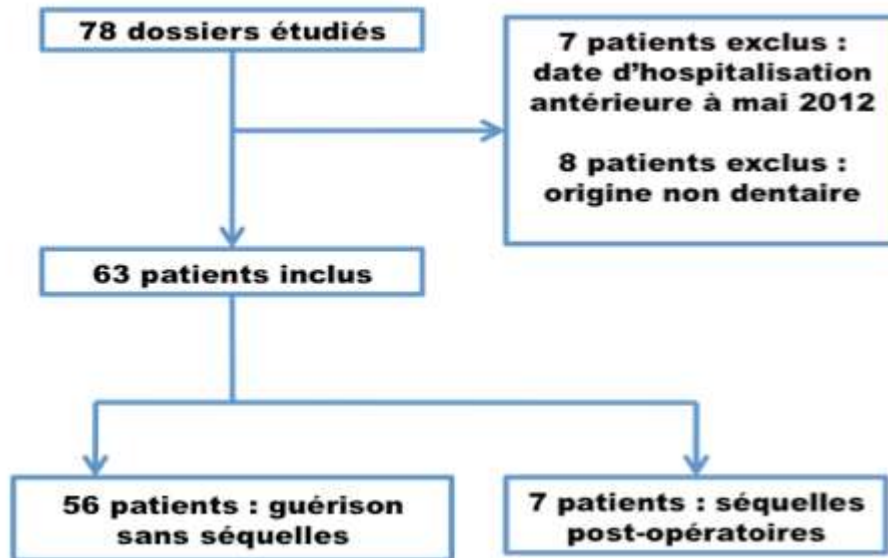 78 dossiers étudiés
7 patients exclus :
date d'hospitalisation
antérieure à mai 2012
8 patients exclus :
origine non dentaire
63 patients inclus
56 patients : guérison
sans séquelles
7 patients : séquelles
post-opératoires